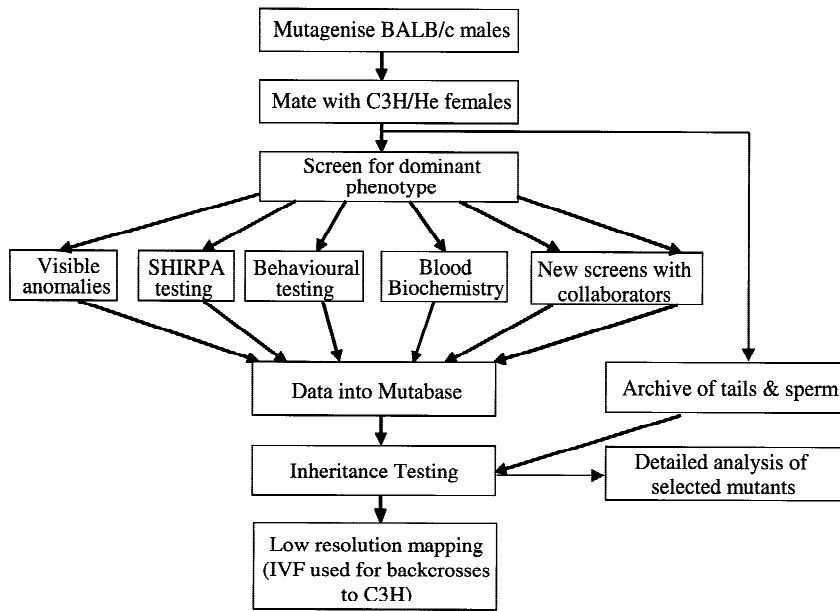 Mutagenise BALB/c males
Mate with C3H/He females
Screen for dominant
phenotype
Visible
anomalies
SHIRPA
testing
Behavioural
testing
Blood
Biochemistry
New screens with
collaborators
Data into Mutabase
Archive of tails & sperm
Inheritance Testing
Detailed analysis of
selected mutants
Low resolution mapping
(IVF used for backcrosses
to C3H)